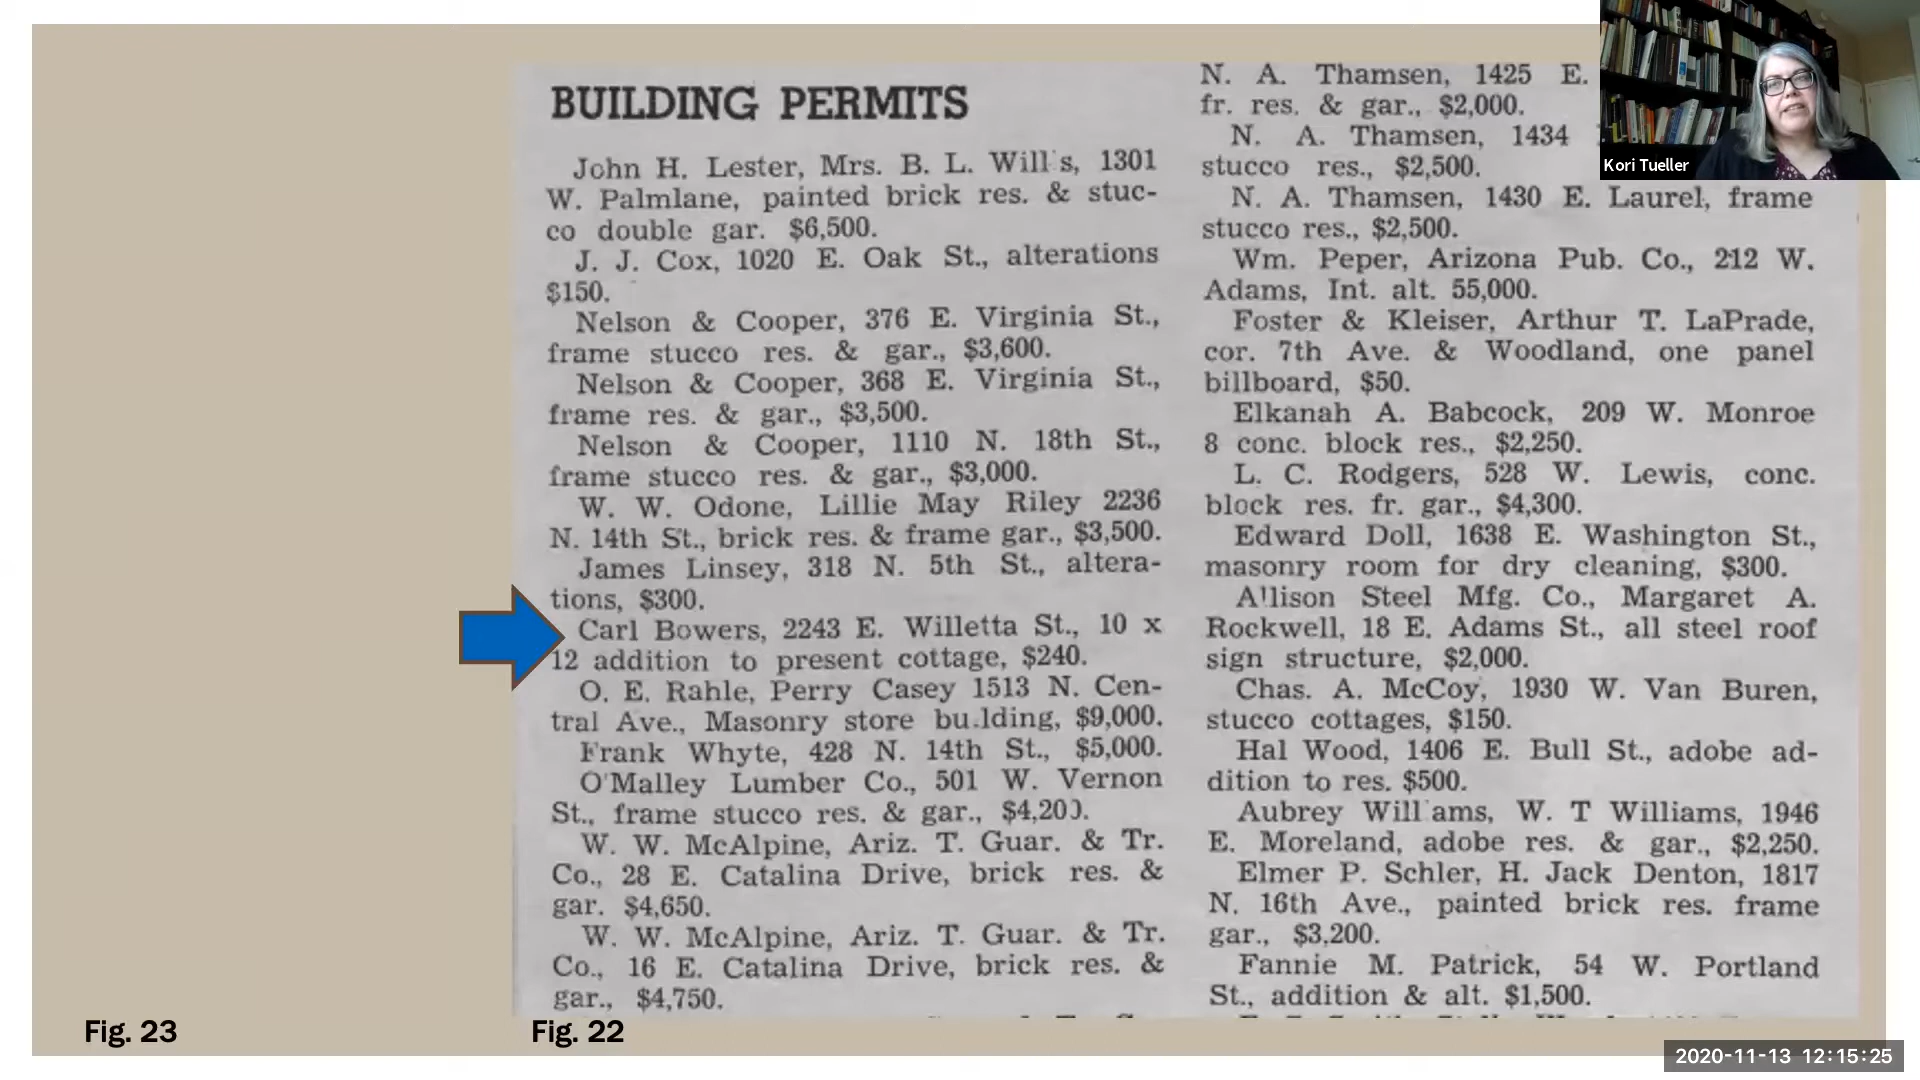 BUILDING PERMITS
John H. Lester, Mrs. B. L. Will s, 1301
W. Palmlane, painted brick res. & stuc-
co double gar. $6,500.
J. J. Cox, 1020 E. Oak St., alterations
$150.
Nelson & Cooper, 376 E. Virginia St.,
frame stucco res. & gar., $3,600.
Nelson & Cooper, 368 E. Virginia St.,
frame res. & gar., $3,500.
Nelson & Cooper, 1110 N. 18th St.,
frame stucco res. & gar., $3,000.
W. W. Odone, Lillie May Riley 2236
N. 14th St., brick res. & frame gar., $3,500.
James Linsey, 318 N. 5th St., altera-
tions, $300.
Carl Bowers, 2243 E. Willetta St., 10 x
12 addition to present cottage, $240.
O. E. Rahle, Perry Casey 1513 N. Cen-
tral Ave., Masonry store bu.lding, $9,000.
Frank Whyte, 428 N. 14th St., $5,000.
O'Malley Lumber Co., 501 W. Vernon
St., frame stucco res. & gar., $4,200.
W. W. McAlpine, Ariz. T. Guar. & Tr.
Co., 28 E. Catalina Drive, brick res. &
gar. $4,650.
W. W. McAlpine, Ariz. T. Guar. & Tr.
Co., 16 E. Catalina Drive, brick res. &
gar., $4,750.
N. A. Thamsen, 1425 E.
fr. res. & gar., $2,000.
N. A. Thamsen, 1434
stucco res., $2,500.
N. A. Thamsen, 1430 E. Laurel, frame
stucco res., $2,500.
Wm. Peper, Arizona Pub. Co., 212 W.
Adams, Int. alt. 55,000.
Foster & Kleiser, Arthur T. LaPrade,
cor. 7th Ave. & Woodland, one panel
billboard, $50.
Elkanah A. Babcock, 209 W. Monroe
8 conc. block res., $2,250.
L. C. Rodgers, 528 W. Lewis, conc.
block res. fr. gar., $4,300.
Edward Doll, 1638 E. Washington St.,
masonry room for dry cleaning, $300.
Allison Steel Mfg. Co., Margaret A.
Rockwell, 18 E. Adams St., all steel roof
sign structure, $2,000.
Chas. A. McCoy, 1930 W. Van Buren,
stucco cottages, $150.
Hal Wood, 1406 E. Bull St., adobe ad-
dition to res. $500.
Aubrey Will ams, W. T Williams, 1946
E. Moreland, adobe res. & gar., $2,250.
Elmer P. Schler, H. Jack Denton, 1817
N. 16th Ave., painted brick res. frame
gar., $3,200.
Fannie M. Patrick, 54 W. Portland
St., addition & alt. $1,500.
Fig. 23
Fig. 22
Kori Tueller
2020-11-13 12:15:25